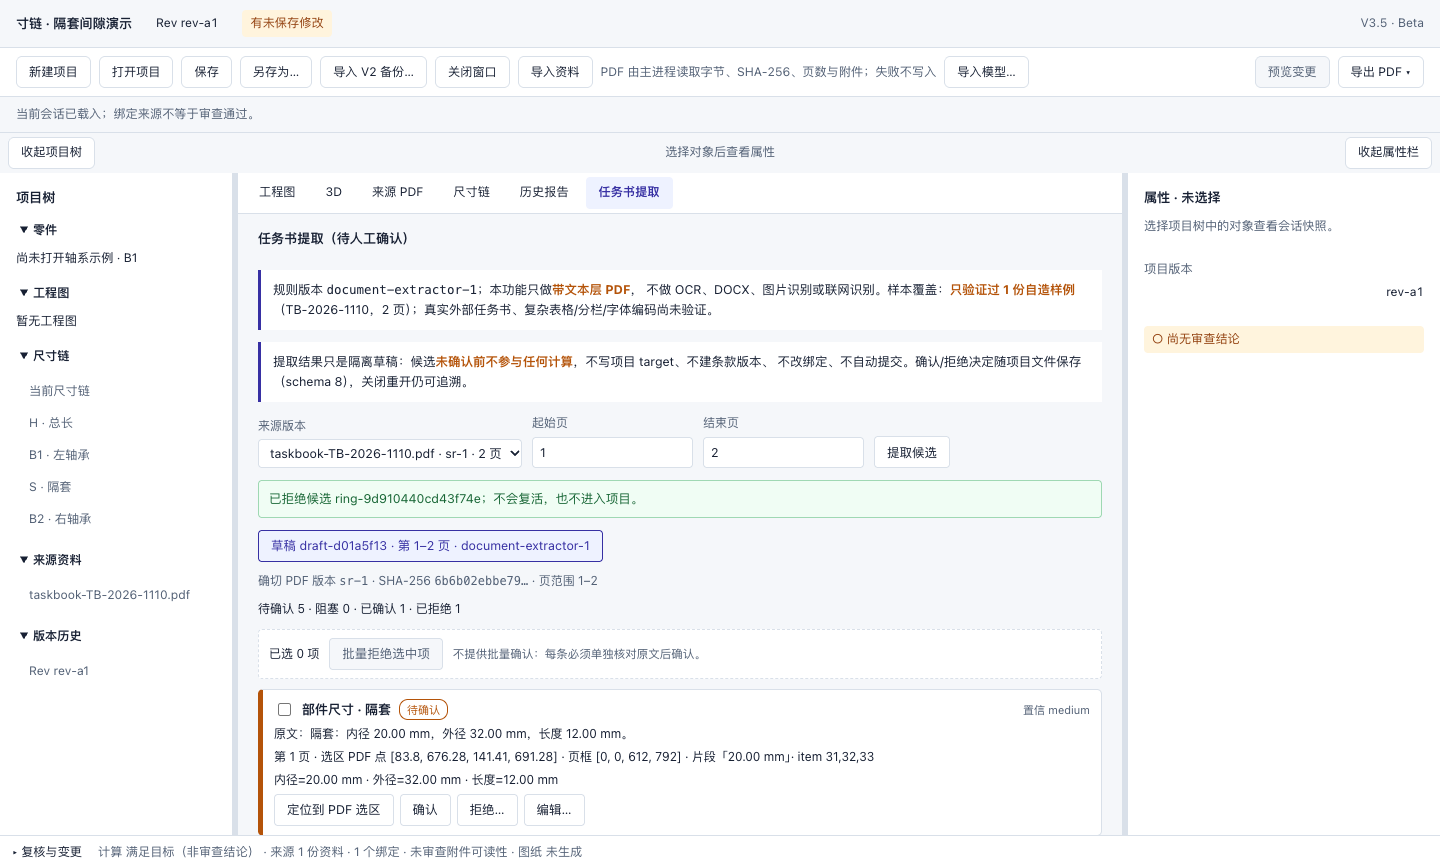 寸链 · 隔套间隙演示 Rev rev-a1 有未保存修改 V3.5 · Beta
新建项目 打开项目 保存 另存为… 导入 V2 备份… 关闭窗口 导入资料 PDF 由主进程读取字节、SHA-256、页数与附件；失败不写入 导入模型… 预览变更 导出 PDF ▾
当前会话已载入；绑定来源不等于审查通过。
收起项目树 选择对象后查看属性 收起属性栏
项目树
▼ 零件
尚未打开轴系示例 · B1
▼ 工程图
暂无工程图
▼ 尺寸链
当前尺寸链
H · 总长
B1 · 左轴承
S · 隔套
B2 · 右轴承
▼ 来源资料
taskbook-TB-2026-1110.pdf
▼ 版本历史
Rev rev-a1
工程图 3D 来源 PDF 尺寸链 历史报告 任务书提取
任务书提取（待人工确认）
规则版本 document-extractor-1；本功能只做带文本层 PDF， 不做 OCR、DOCX、图片识别或联网识别。样本覆盖：只验证过 1 份自造样例
（TB-2026-1110，2 页）；真实外部任务书、复杂表格/分栏/字体编码尚未验证。
提取结果只是隔离草稿：候选未确认前不参与任何计算，不写项目 target、不建条款版本、 不改绑定、不自动提交。确认/拒绝决定随项目文件保存
（schema 8），关闭重开仍可追溯。
来源版本 起始页 结束页
taskbook-TB-2026-1110.pdf · sr-1 · 2 页 1 2 提取候选
已拒绝候选 ring-9d910440cd43f74e；不会复活，也不进入项目。
草稿 draft-d01a5f13 · 第 1–2 页 · document-extractor-1
确切 PDF 版本 sr-1 · SHA-256 6b6b02ebbe79… · 页范围 1–2
待确认 5 · 阻塞 0 · 已确认 1 · 已拒绝 1
已选 0 项 批量拒绝选中项 不提供批量确认：每条必须单独核对原文后确认。
部件尺寸 · 隔套 待确认 置信 medium
原文：隔套：内径 20.00 mm，外径 32.00 mm，长度 12.00 mm。
第 1 页 · 选区 PDF 点 [83.8, 676.28, 141.41, 691.28] · 页框 [0, 0, 612, 792] · 片段「20.00 mm」· item 31,32,33
内径=20.00 mm · 外径=32.00 mm · 长度=12.00 mm
定位到 PDF 选区 确认 拒绝… 编辑…
属性 · 未选择
选择项目树中的对象查看会话快照。
项目版本
rev-a1
○ 尚无审查结论
▸ 复核与变更 计算 满足目标（非审查结论） · 来源 1 份资料 · 1 个绑定 · 未审查附件可读性 · 图纸 未生成